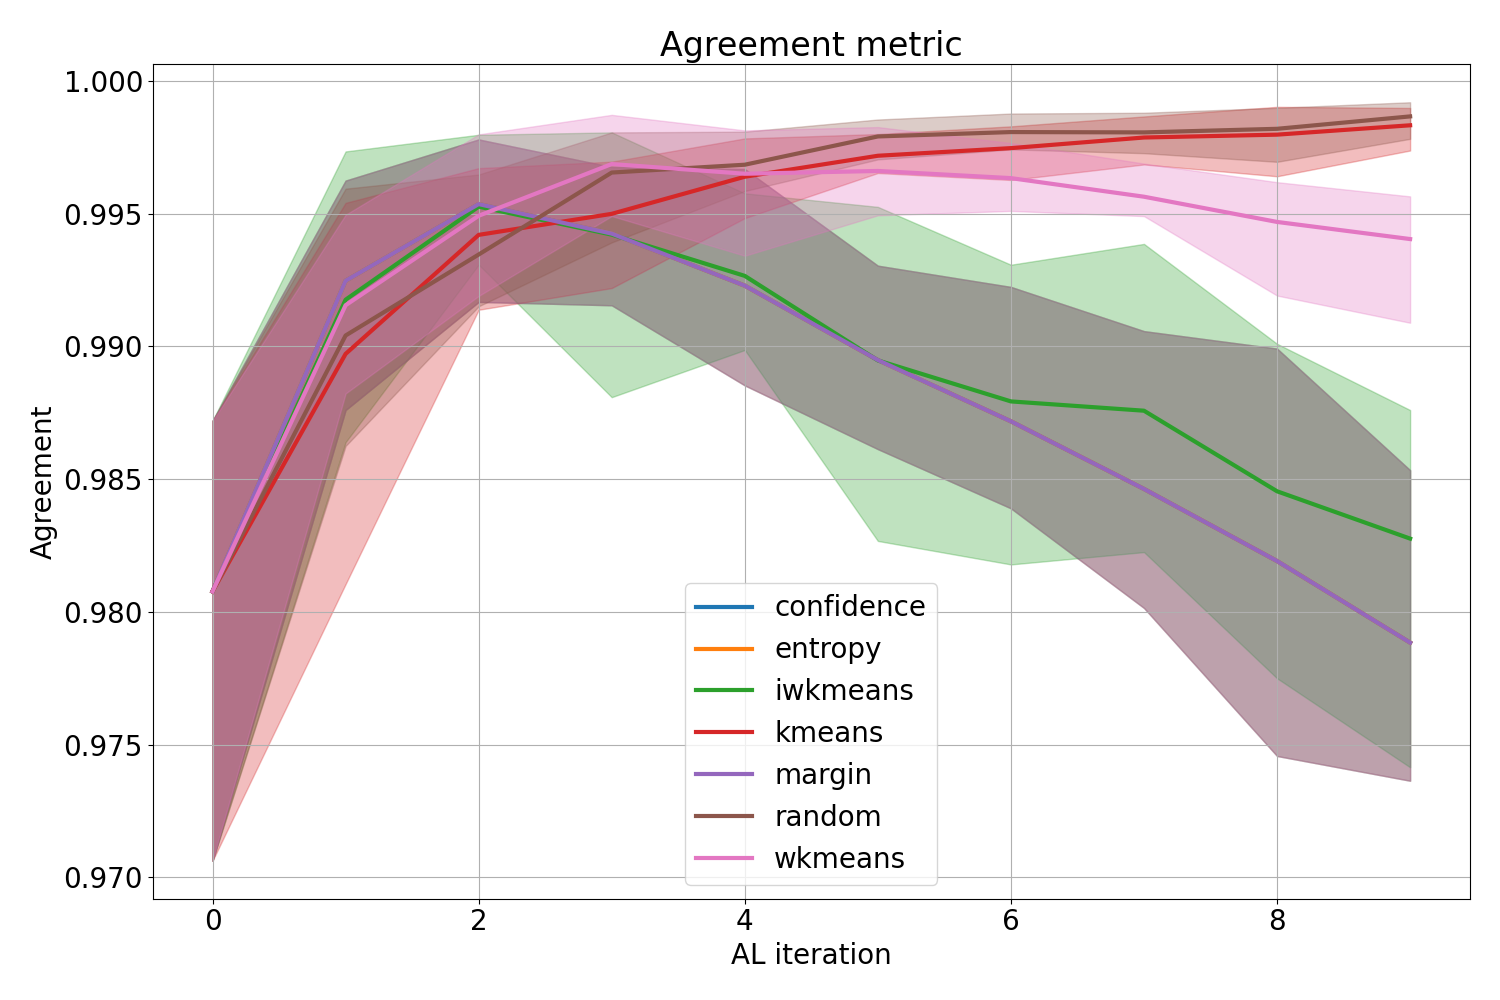 Agreement metric
1.000
0.995
0.990
0.985
0.980
0.975
0.970
Agreement
confidence
entropy
iwkmeans
kmeans
margin
random
wkmeans
0 2 4 6 8
AL iteration